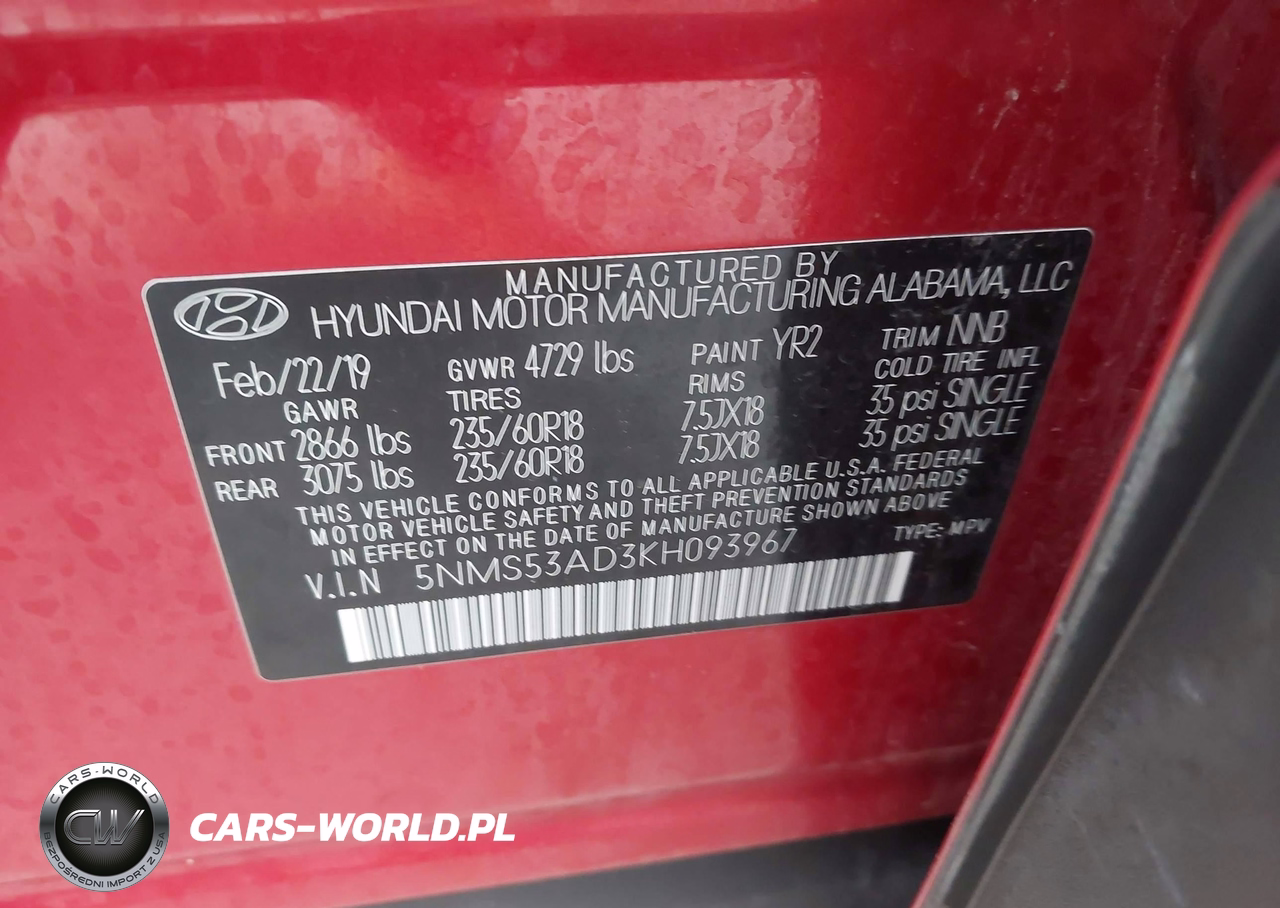 MANUFACTURED BY
HYUNDAI MOTOR MANUFACTURING ALABAMA, LLC
Feb/22/19 GVWR 4729 lbs PAINT YR2 TRIM NNB
GAWR TIRES RIMS COLD TIRE INFL
FRONT 2866 lbs 235/60R18 7.5JX18 35 psi SINGLE
REAR 3075 lbs 235/60R18 7.5JX18 35 psi SINGLE
THIS VEHICLE CONFORMS TO ALL APPLICABLE U.S.A. FEDERAL
MOTOR VEHICLE SAFETY AND THEFT PREVENTION STANDARDS
IN EFFECT ON THE DATE OF MANUFACTURE SHOWN ABOVE
V.I.N 5NMS53AD3KH093967 TYPE: MPV
CARS-WORLD
CW
BEZPOŚREDNI IMPORT Z USA
CARS-WORLD.PL